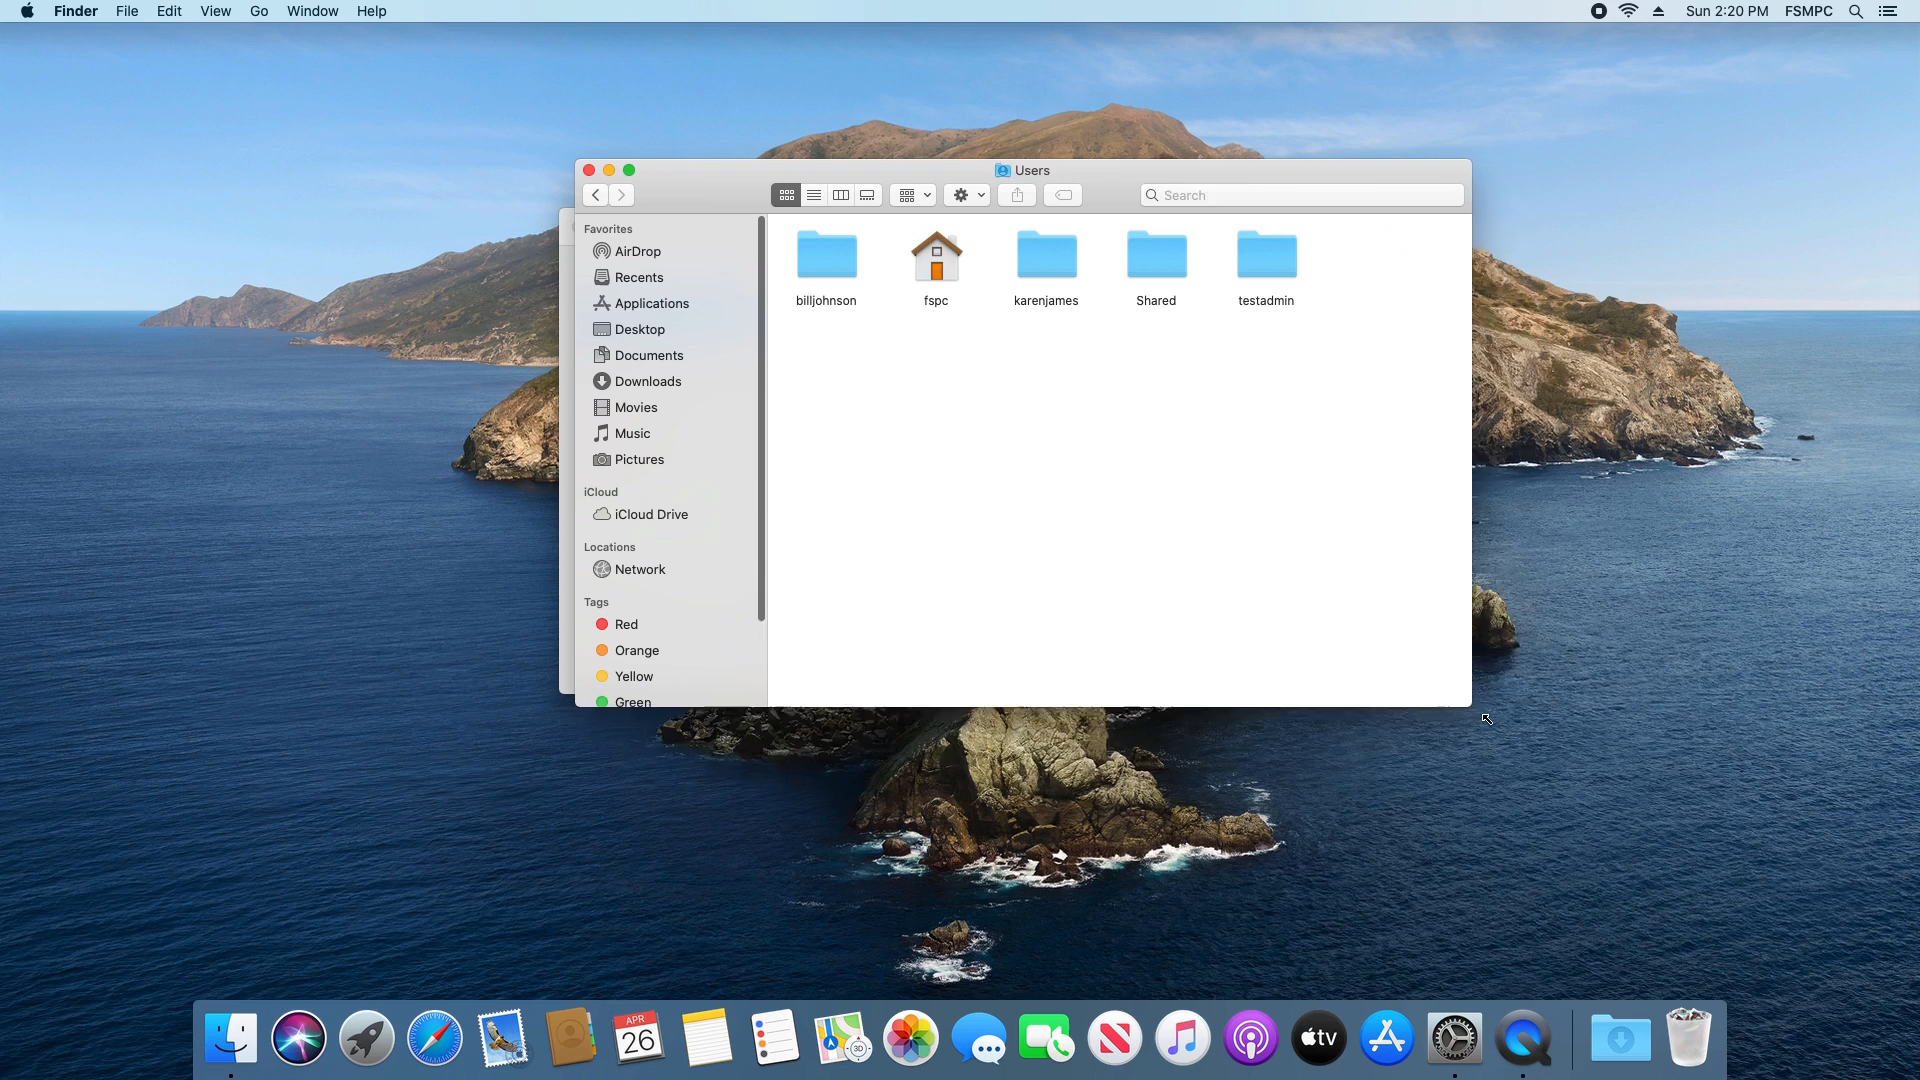 Finder File Edit View Go Window Help
Sun 2:20 PM FSMPC
Users
Search
Favorites
AirDrop
Recents
Applications
Desktop
Documents
Downloads
Movies
Music
Pictures
iCloud
iCloud Drive
Locations
Network
Tags
Red
Orange
Yellow
Green
billjohnson fspc karenjames Shared testadmin
APR
26
3D
tv